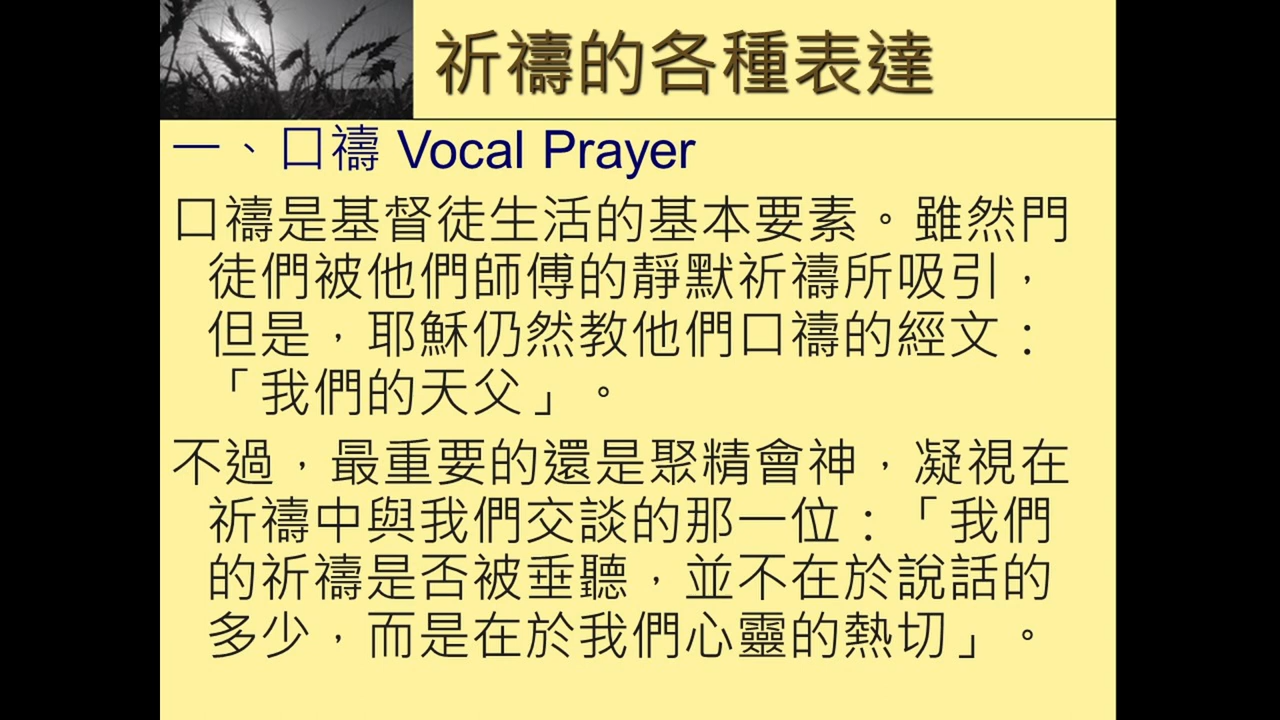 祈禱的各種表達
一、口禱 Vocal Prayer
口禱是基督徒生活的基本要素。雖然門
徒們被他們師傅的靜默祈禱所吸引，
但是，耶穌仍然教他們口禱的經文：
「我們的天父」。
不過，最重要的還是聚精會神，凝視在
祈禱中與我們交談的那一位：「我們
的祈禱是否被垂聽，並不在於說話的
多少，而是在於我們心靈的熱切」。